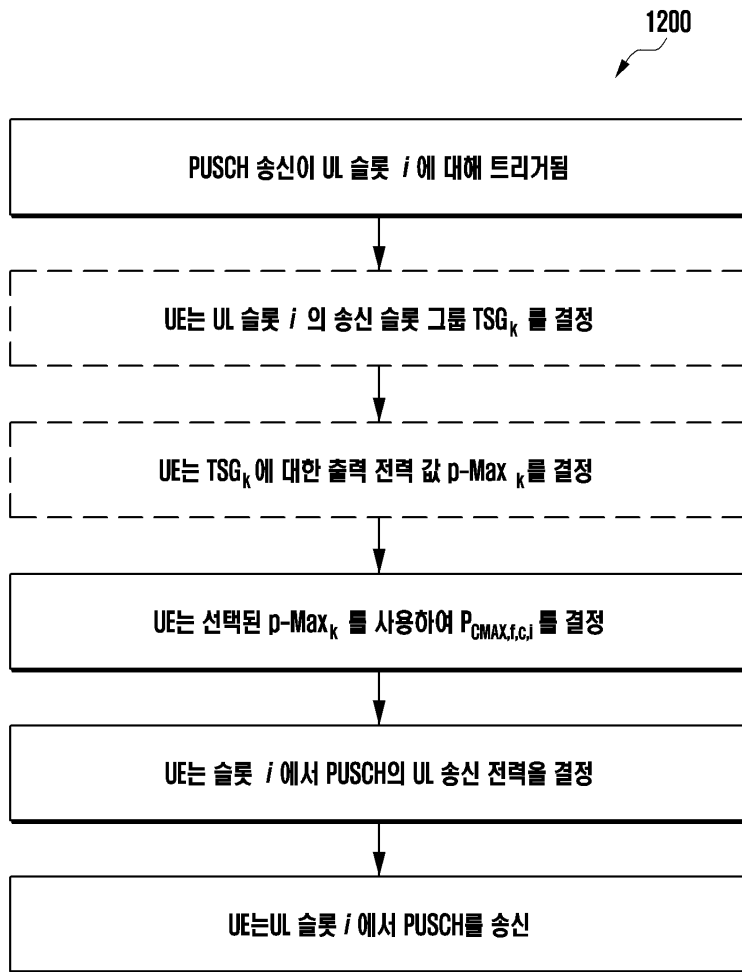 1200
PUSCH 송신이 UL 슬롯 i 에 대해 트리거됨
UE는 UL 슬롯 i 의 송신 슬롯 그룹 TSGk 를 결정
UE는 TSGk에 대한 출력 전력 값 p-Max k를 결정
UE는 선택된 p-Maxk 를 사용하여 PCMAX,f,c,i 를 결정
UE는 슬롯 i 에서 PUSCH의 UL 송신 전력올 결정
UE는UL 슬롯 i 에서 PUSCH를 송신